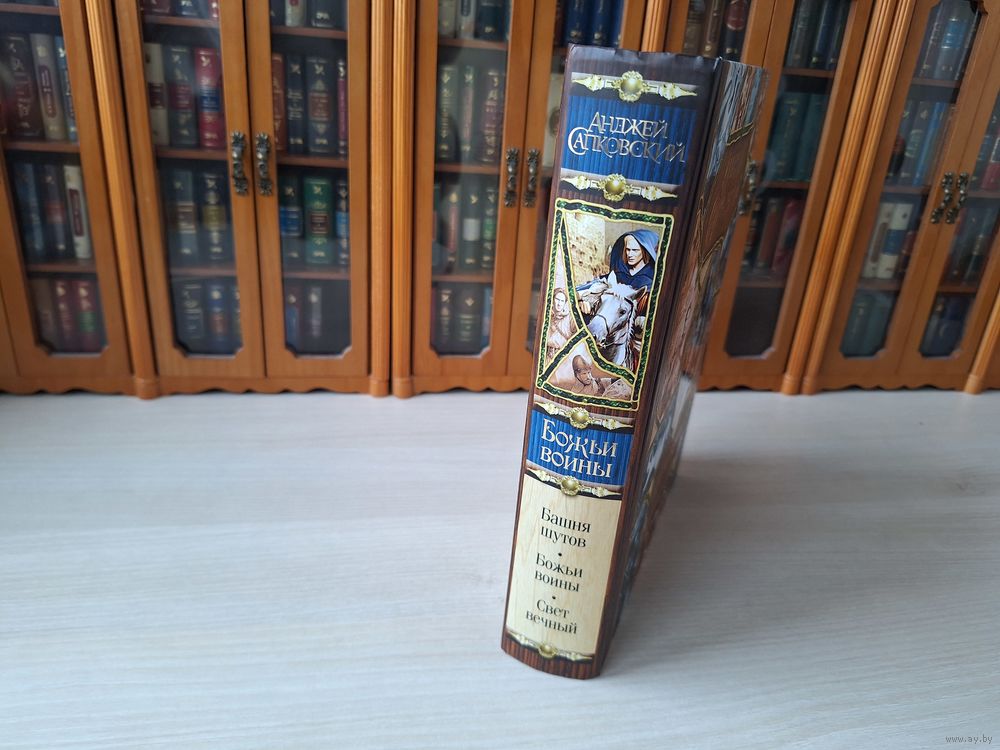 АНДЖЕЙ
САПКОВСКИЙ
БОЖЬИ
ВОИНЫ
Башня
шутов
•
Божьи
воины
•
Свет
вечный
www.ay.by